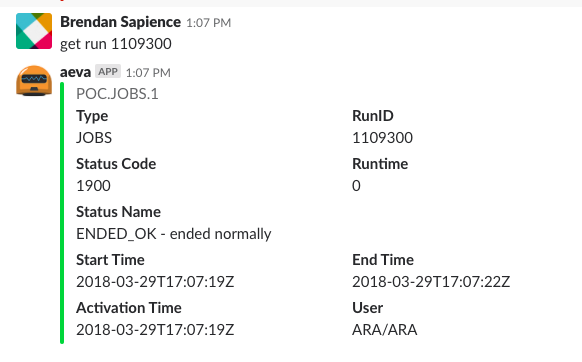 Brendan Sapience 1:07 PM
get run 1109300
aeva APP 1:07 PM
POC.JOBS.1
Type RunID
JOBS 1109300
Status Code Runtime
1900 0
Status Name
ENDED_OK - ended normally
Start Time End Time
2018-03-29T17:07:19Z 2018-03-29T17:07:22Z
Activation Time User
2018-03-29T17:07:19Z ARA/ARA